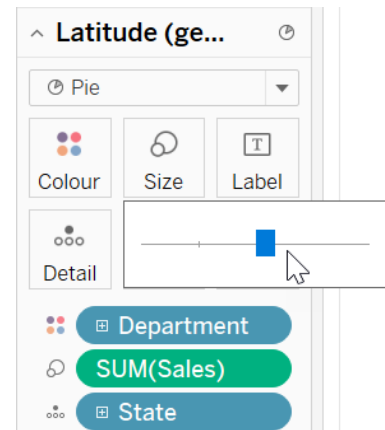 Latitude (ge...
Pie
Colour Size Label
T
Detail
Department
SUM(Sales)
State